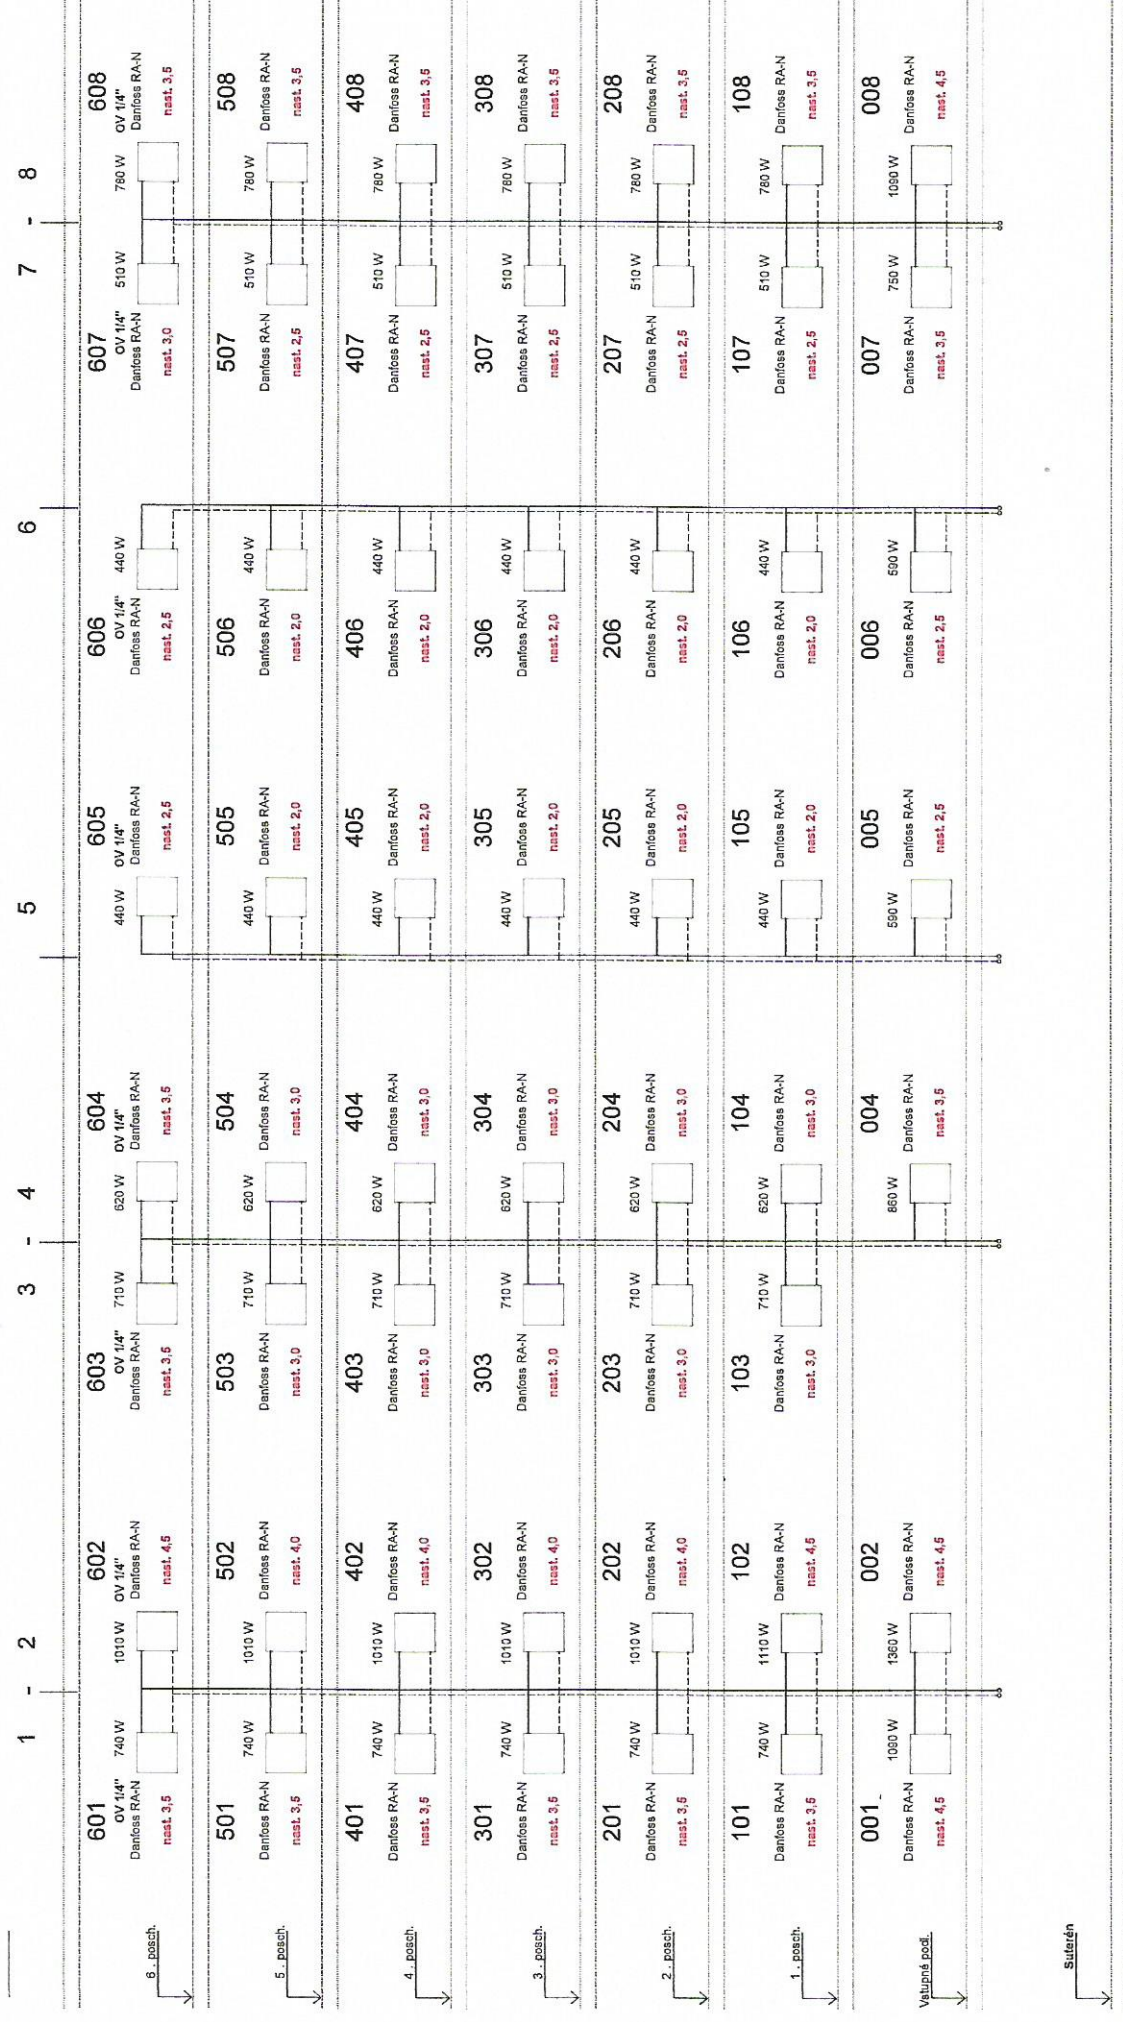 1 - 2 3 - 4 5 6 7 - 8
6 . posch.
601 602 603 604 605 606 607 608
OV 1/4" OV 1/4" OV 1/4" OV 1/4" OV 1/4" OV 1/4" OV 1/4" OV 1/4"
Danfoss RA-N 740 W 1010 W Danfoss RA-N Danfoss RA-N 710 W 620 W Danfoss RA-N 440 W Danfoss RA-N Danfoss RA-N 440 W Danfoss RA-N 510 W 780 W Danfoss RA-N
nast. 3,5 nast. 4,5 nast. 3,5 nast. 3,5 nast. 2,5 nast. 2,5 nast. 3,0 nast. 3,5
5 . posch.
501 502 503 504 505 506 507 508
Danfoss RA-N 740 W 1010 W Danfoss RA-N Danfoss RA-N 710 W 620 W Danfoss RA-N 440 W Danfoss RA-N Danfoss RA-N 440 W Danfoss RA-N 510 W 780 W Danfoss RA-N
nast. 3,5 nast. 4,0 nast. 3,0 nast. 3,0 nast. 2,0 nast. 2,0 nast. 2,5 nast. 3,5
4 . posch.
401 402 403 404 405 406 407 408
Danfoss RA-N 740 W 1010 W Danfoss RA-N Danfoss RA-N 710 W 620 W Danfoss RA-N 440 W Danfoss RA-N Danfoss RA-N 440 W Danfoss RA-N 510 W 780 W Danfoss RA-N
nast. 3,5 nast. 4,0 nast. 3,0 nast. 3,0 nast. 2,0 nast. 2,0 nast. 2,5 nast. 3,5
3 . posch.
301 302 303 304 305 306 307 308
Danfoss RA-N 740 W 1010 W Danfoss RA-N Danfoss RA-N 710 W 620 W Danfoss RA-N 440 W Danfoss RA-N Danfoss RA-N 440 W Danfoss RA-N 510 W 780 W Danfoss RA-N
nast. 3,5 nast. 4,0 nast. 3,0 nast. 3,0 nast. 2,0 nast. 2,0 nast. 2,5 nast. 3,5
2 . posch.
201 202 203 204 205 206 207 208
Danfoss RA-N 740 W 1010 W Danfoss RA-N Danfoss RA-N 710 W 620 W Danfoss RA-N 440 W Danfoss RA-N Danfoss RA-N 440 W Danfoss RA-N 510 W 780 W Danfoss RA-N
nast. 3,5 nast. 4,0 nast. 3,0 nast. 3,0 nast. 2,0 nast. 2,0 nast. 2,5 nast. 3,5
1 . posch.
101 102 103 104 105 106 107 108
Danfoss RA-N 740 W 1110 W Danfoss RA-N Danfoss RA-N 710 W 620 W Danfoss RA-N 440 W Danfoss RA-N Danfoss RA-N 440 W Danfoss RA-N 510 W 780 W Danfoss RA-N
nast. 3,5 nast. 4,5 nast. 3,0 nast. 3,0 nast. 2,0 nast. 2,0 nast. 2,5 nast. 3,5
Vstupné podl.
001 002 004 005 006 007 008
Danfoss RA-N 1090 W 1360 W Danfoss RA-N 860 W Danfoss RA-N 590 W Danfoss RA-N Danfoss RA-N 590 W Danfoss RA-N 750 W 1090 W Danfoss RA-N
nast. 4,5 nast. 4,5 nast. 3,5 nast. 2,5 nast. 2,5 nast. 3,5 nast. 4,5
Suterén